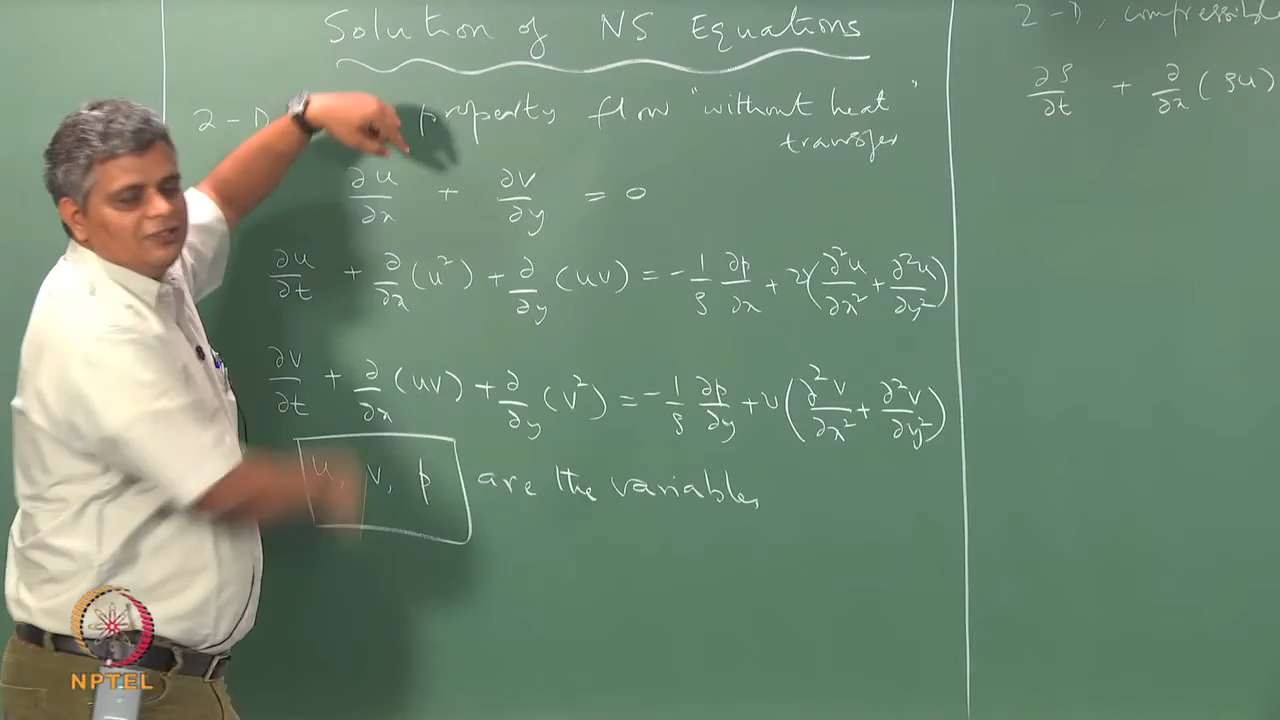 Solution of NS Equations
2-D property flow "without heat transfer"
∂u/∂x + ∂v/∂y = 0
∂u/∂t + ∂/∂x (u²) + ∂/∂y (uv) = -1/ρ ∂p/∂x + ν(∂²u/∂x² + ∂²u/∂y²)
∂v/∂t + ∂/∂x (uv) + ∂/∂y (v²) = -1/ρ ∂p/∂y + ν(∂²v/∂x² + ∂²v/∂y²)
u, v, p are the variables
2-D, compressible
∂ρ/∂t + ∂/∂x (ρu)
NPTEL